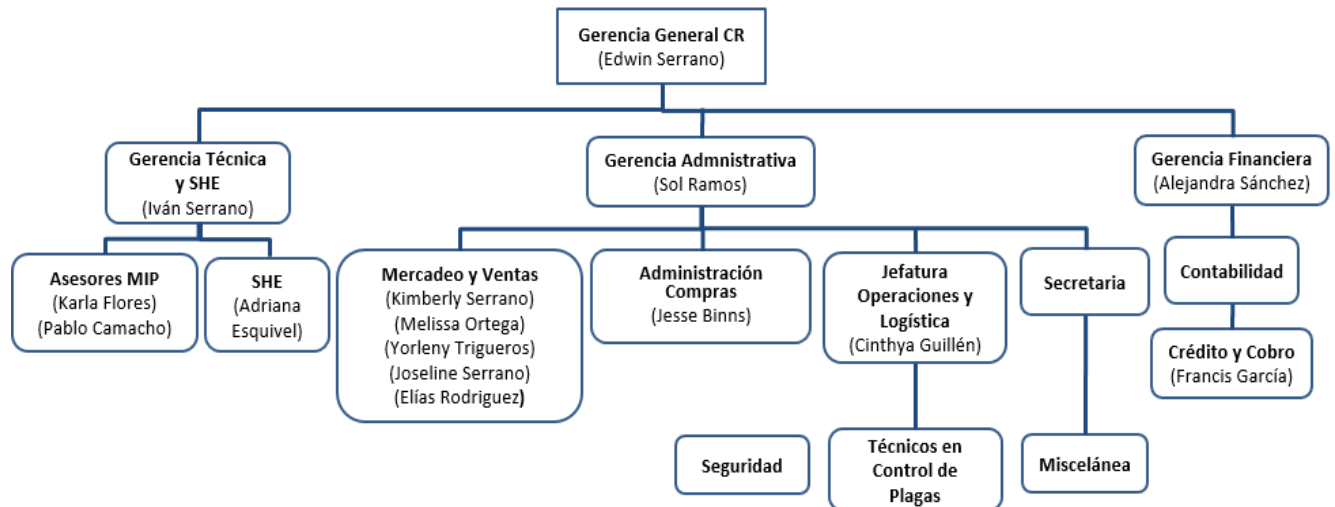 Gerencia General CR
(Edwin Serrano)
Gerencia Técnica
y SHE
(Iván Serrano)
Gerencia Admnistrativa
(Sol Ramos)
Gerencia Financiera
(Alejandra Sánchez)
Asesores MIP
(Karla Flores)
(Pablo Camacho)
SHE
(Adriana
Esquivel)
Mercadeo y Ventas
(Kimberly Serrano)
(Melissa Ortega)
(Yorleny Trigueros)
(Joseline Serrano)
(Elías Rodriguez)
Administración
Compras
(Jesse Binns)
Jefatura
Operaciones y
Logística
(Cinthya Guillén)
Secretaria
Contabilidad
Crédito y Cobro
(Francis García)
Seguridad
Técnicos en
Control de
Plagas
Miscelánea